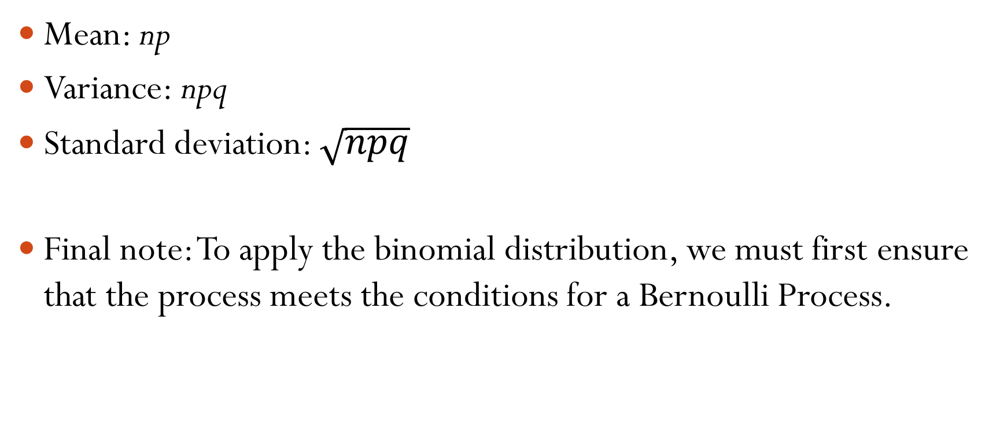 • Mean: np
• Variance: npq
• Standard deviation: √npq
• Final note: To apply the binomial distribution, we must first ensure
that the process meets the conditions for a Bernoulli Process.